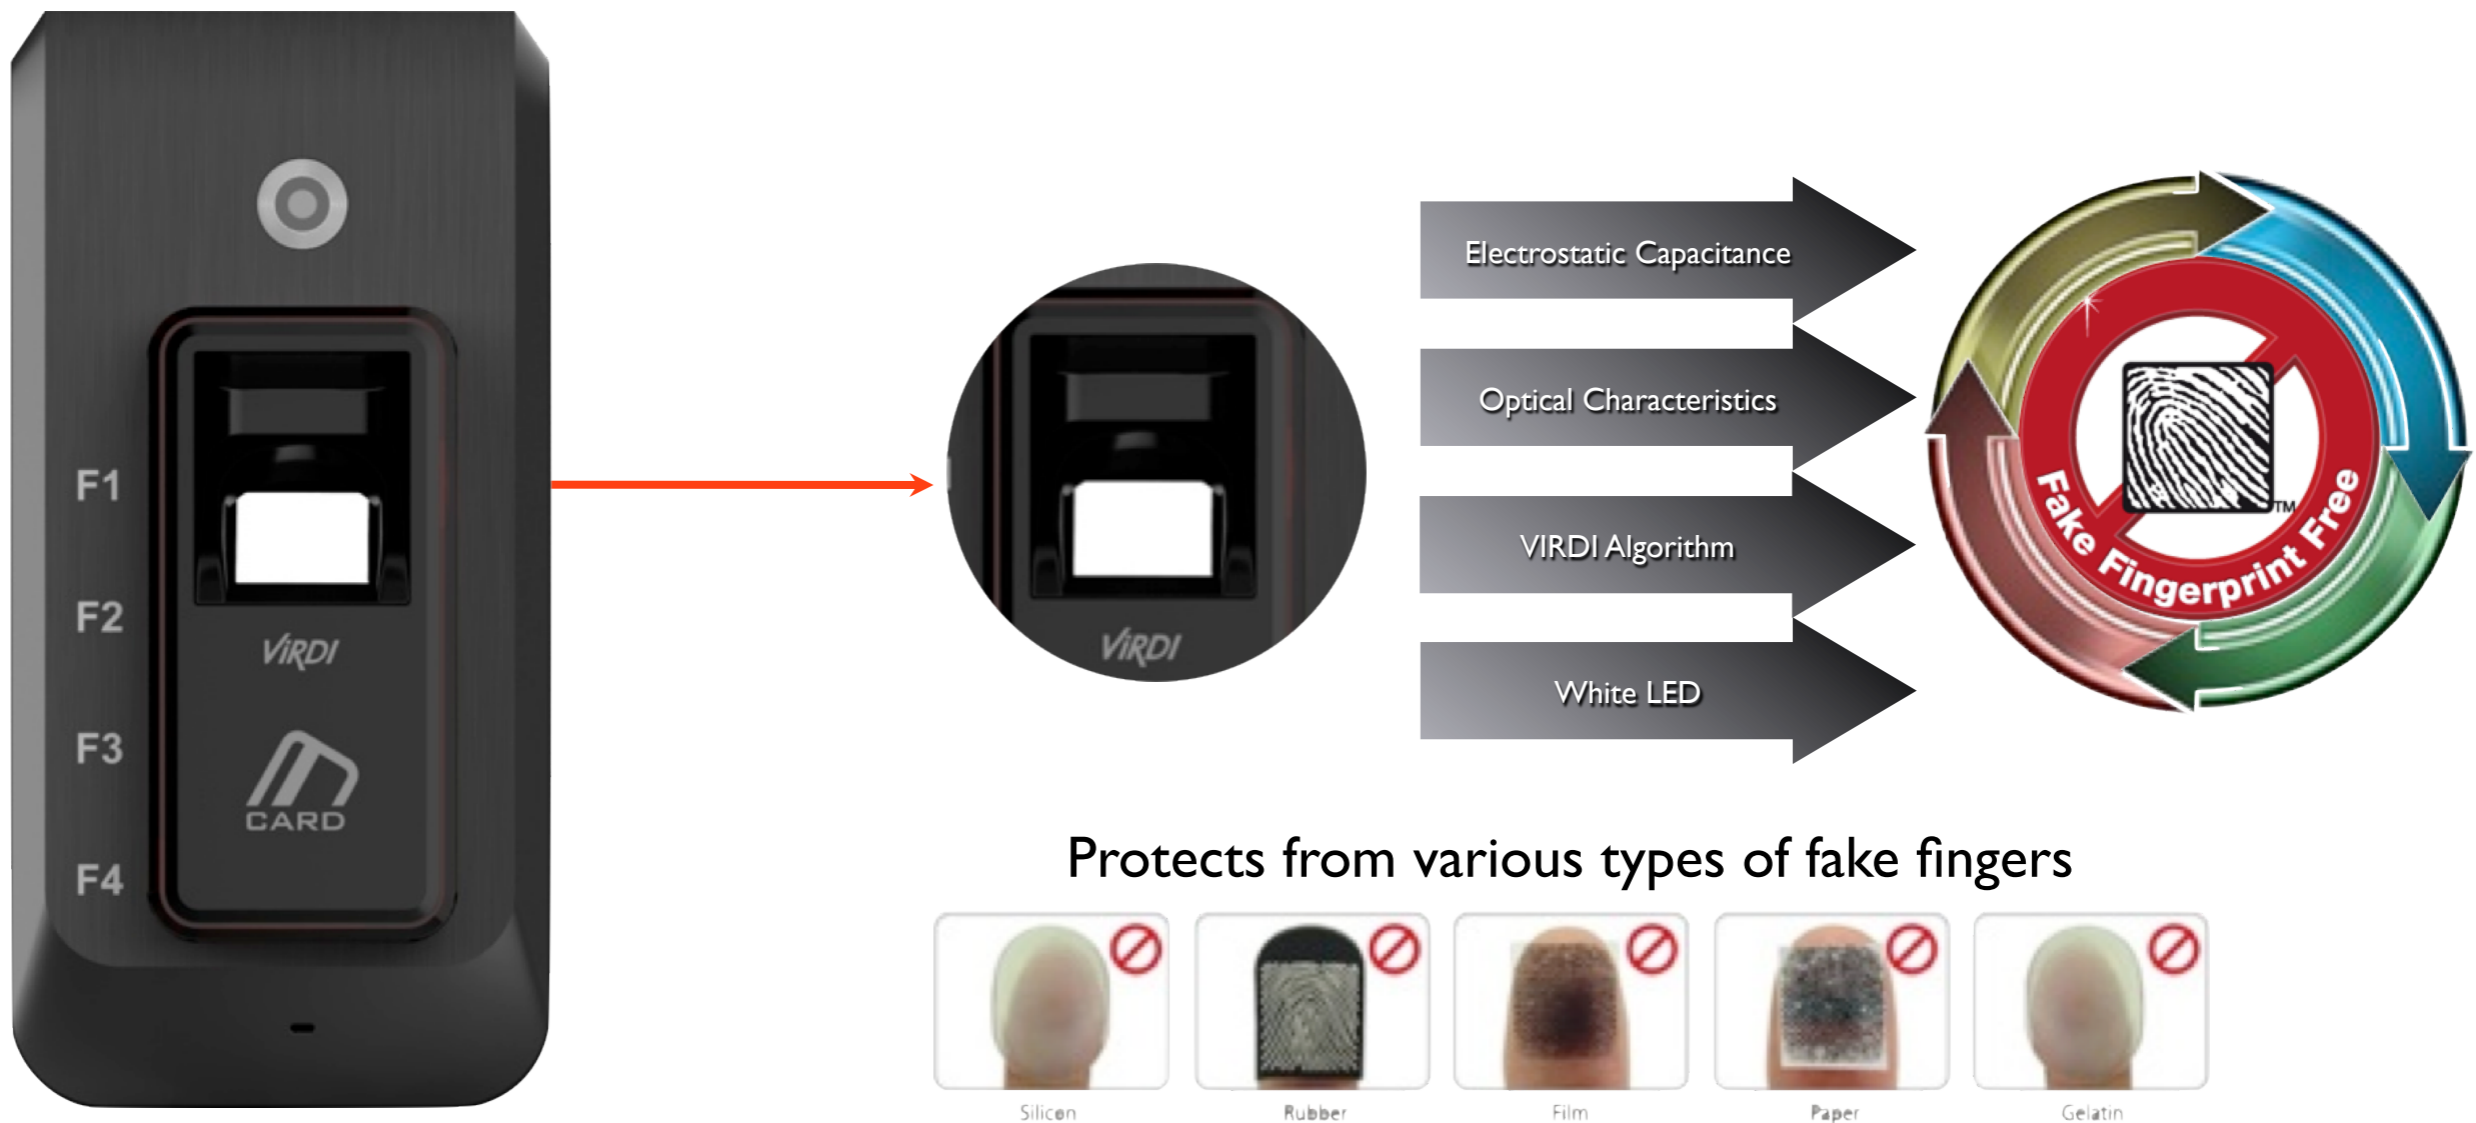 F1
F2
F3
F4
ViRDI
CARD
ViRDI
Electrostatic Capacitance
Optical Characteristics
VIRDI Algorithm
White LED
Fake Fingerprint Free
TM
Protects from various types of fake fingers
Silicon
Rubber
Film
Paper
Gelatin